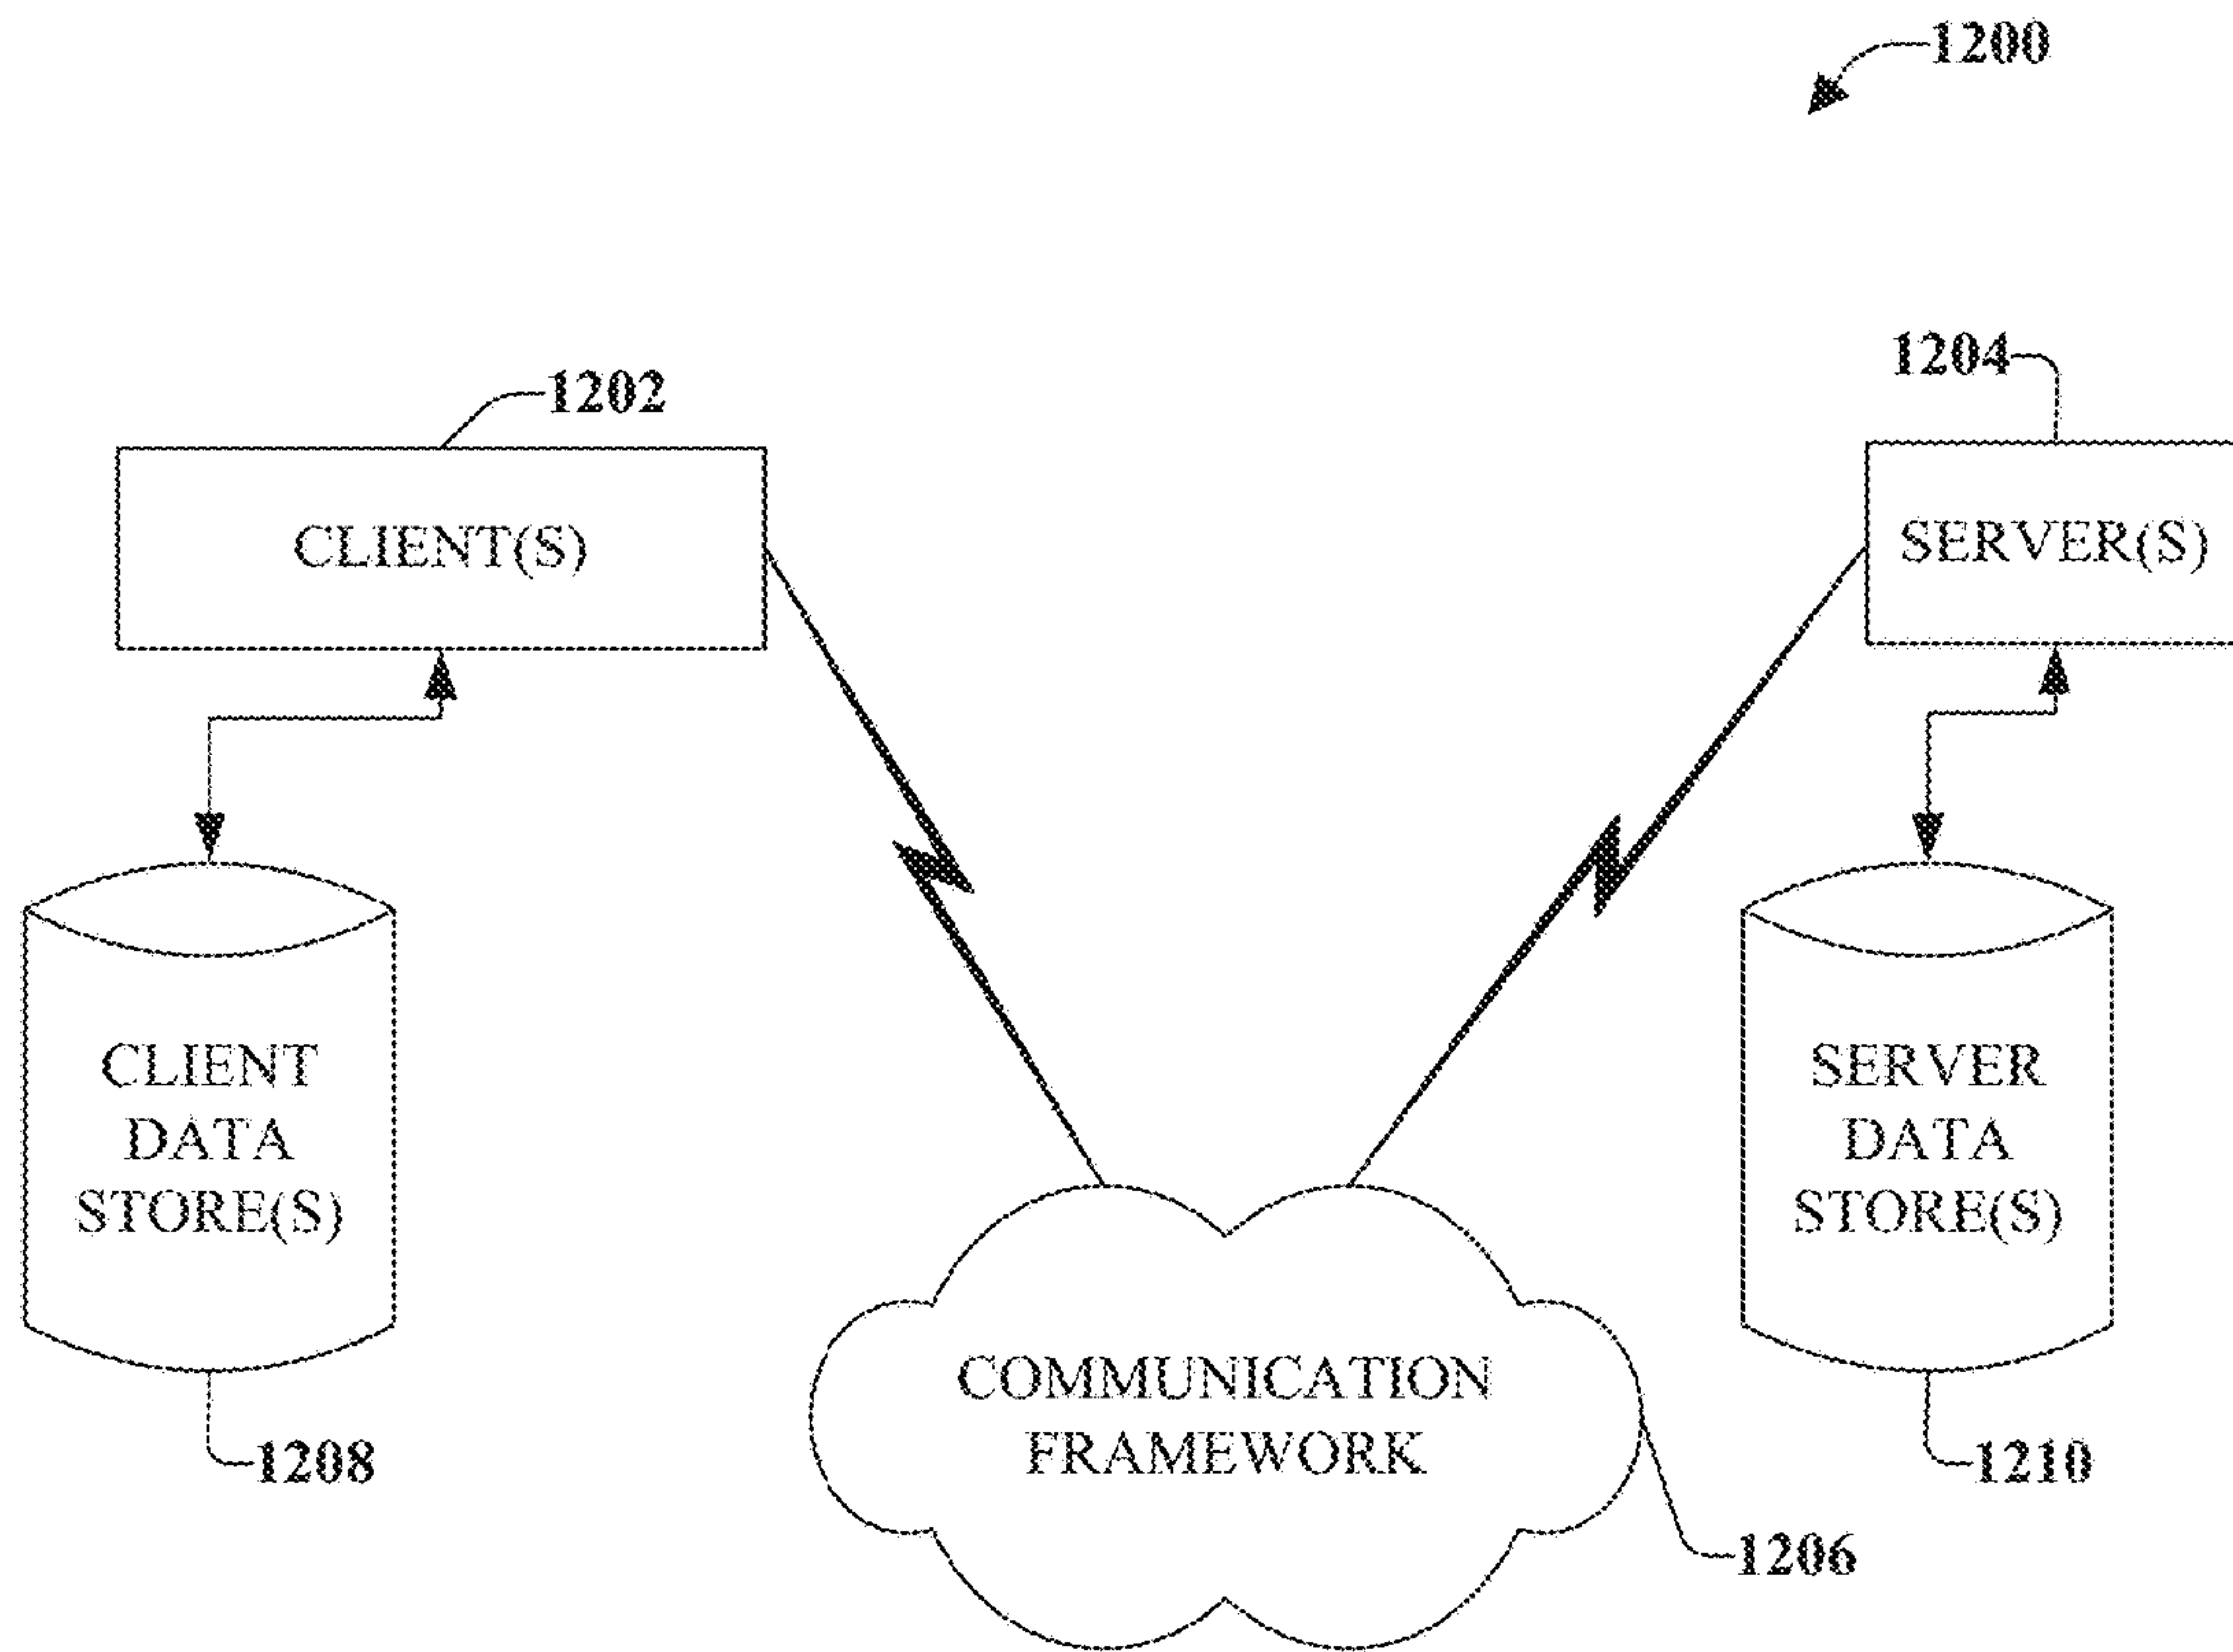 1200
1202
1204
CLIENT(S)
SERVER(S)
CLIENT
DATA
STORE(S)
SERVER
DATA
STORE(S)
COMMUNICATION
FRAMEWORK
1208
1210
1206